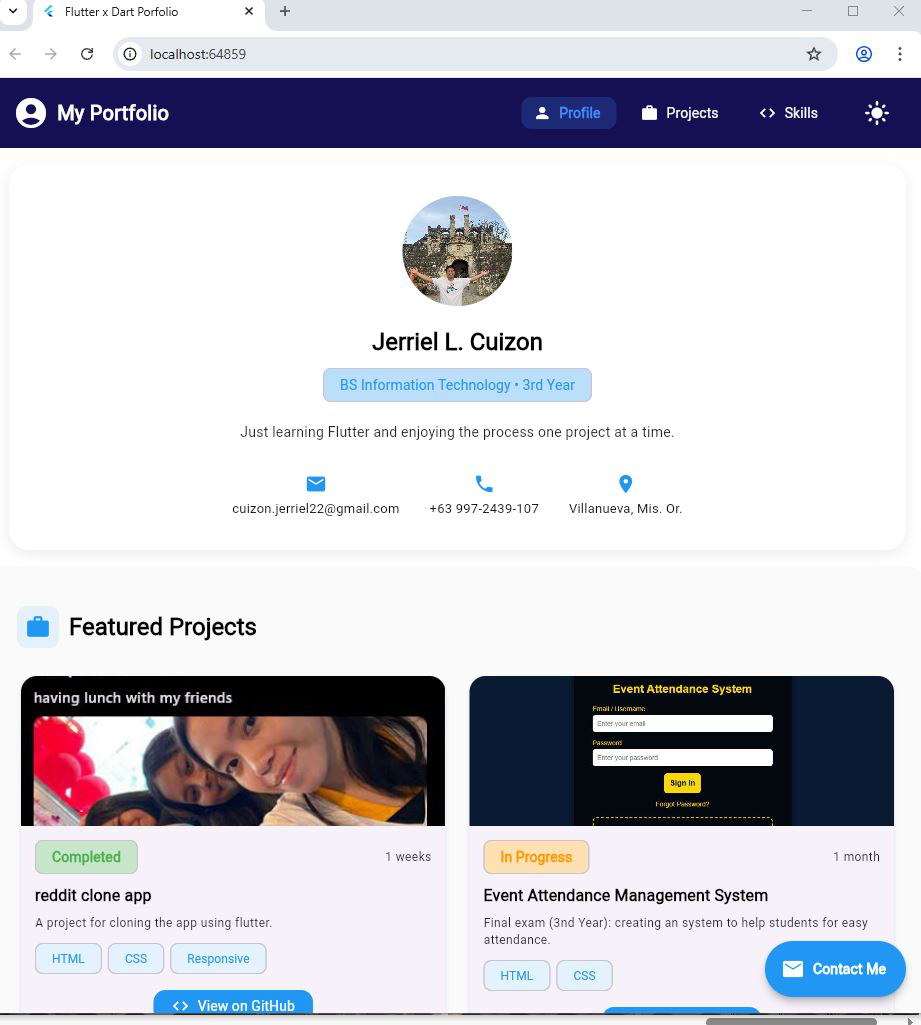 Flutter x Dart Porfolio
localhost:64859
My Portfolio
Profile
Projects
Skills
Jerriel L. Cuizon
BS Information Technology • 3rd Year
Just learning Flutter and enjoying the process one project at a time.
cuizon.jerriel22@gmail.com
+63 997-2439-107
Villanueva, Mis. Or.
Featured Projects
having lunch with my friends
Completed
1 weeks
reddit clone app
A project for cloning the app using flutter.
HTML
CSS
Responsive
View on GitHub
Event Attendance System
Email / Username
Enter your email
Password
Enter your password
Sign In
Forgot Password?
In Progress
1 month
Event Attendance Management System
Final exam (3nd Year): creating an system to help students for easy
attendance.
HTML
CSS
Contact Me